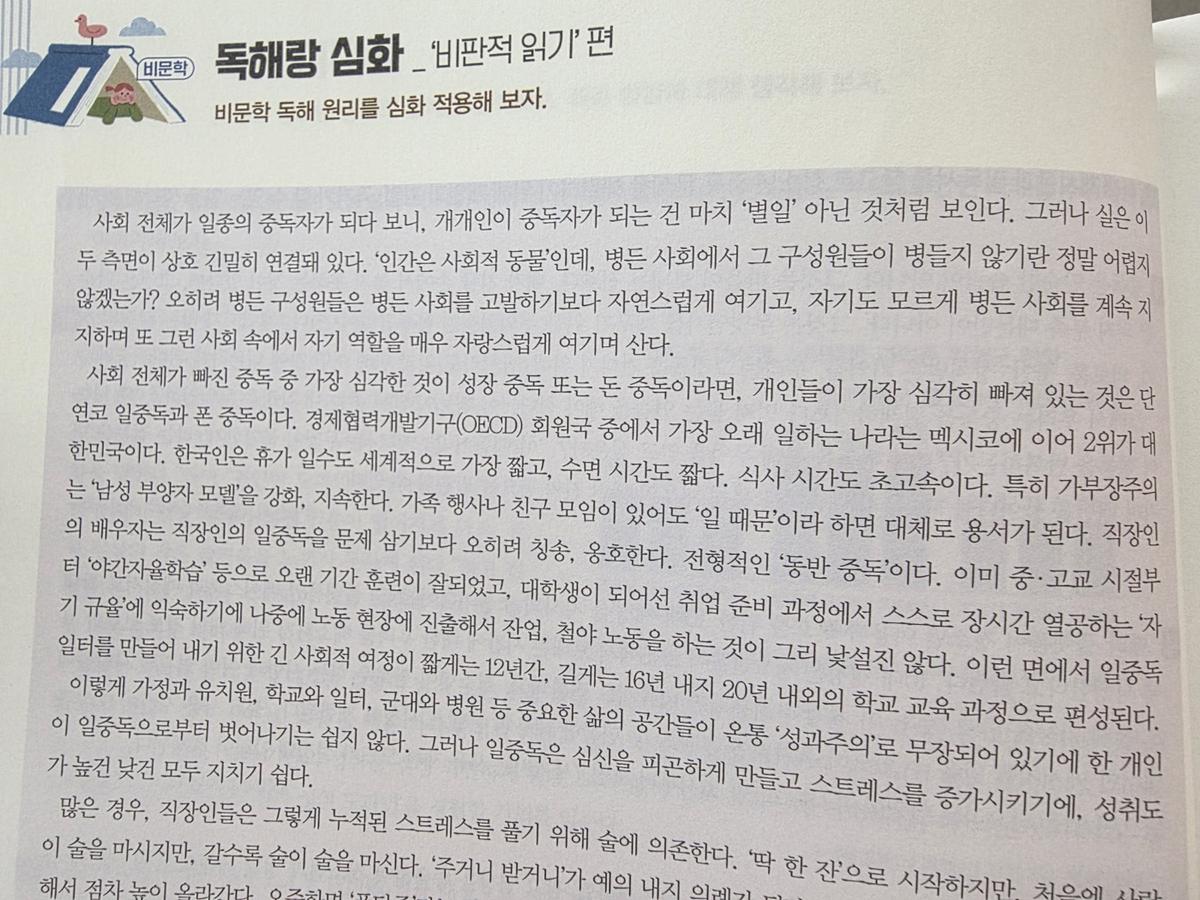 비문학
독해랑 심화 _ ‘비판적 읽기’ 편
비문학 독해 원리를 심화 적용해 보자.
사회 전체가 일종의 중독자가 되다 보니, 개개인이 중독자가 되는 건 마치 ‘별일’ 아닌 것처럼 보인다. 그러나 실은 이
두 측면이 상호 긴밀히 연결돼 있다. ‘인간은 사회적 동물’인데, 병든 사회에서 그 구성원들이 병들지 않기란 정말 어렵지
않겠는가? 오히려 병든 구성원들은 병든 사회를 고발하기보다 자연스럽게 여기고, 자기도 모르게 병든 사회를 계속 지
지하며 또 그런 사회 속에서 자기 역할을 매우 자랑스럽게 여기며 산다.
사회 전체가 빠진 중독 중 가장 심각한 것이 성장 중독 또는 돈 중독이라면, 개인들이 가장 심각히 빠져 있는 것은 단
연코 일중독과 폰 중독이다. 경제협력개발기구(OECD) 회원국 중에서 가장 오래 일하는 나라는 멕시코에 이어 2위가 대
한민국이다. 한국인은 휴가 일수도 세계적으로 가장 짧고, 수면 시간도 짧다. 식사 시간도 초고속이다. 특히 가부장주의
는 ‘남성 부양자 모델’을 강화, 지속한다. 가족 행사나 친구 모임이 있어도 ‘일 때문’이라 하면 대체로 용서가 된다. 직장인
의 배우자는 직장인의 일중독을 문제 삼기보다 오히려 칭송, 옹호한다. 전형적인 ‘동반 중독’이다. 이미 중·고교 시절부
터 ‘야간자율학습’ 등으로 오랜 기간 훈련이 잘되었고, 대학생이 되어선 취업 준비 과정에서 스스로 장시간 열공하는 ‘자
기 규율’에 익숙하기에 나중에 노동 현장에 진출해서 잔업, 철야 노동을 하는 것이 그리 낯설진 않다. 이런 면에서 일중독
일터를 만들어 내기 위한 긴 사회적 여정이 짧게는 12년간, 길게는 16년 내지 20년 내외의 학교 교육 과정으로 편성된다.
이렇게 가정과 유치원, 학교와 일터, 군대와 병원 등 중요한 삶의 공간들이 온통 ‘성과주의’로 무장되어 있기에 한 개인
이 일중독으로부터 벗어나기는 쉽지 않다. 그러나 일중독은 심신을 피곤하게 만들고 스트레스를 증가시키기에, 성취도
가 높건 낮건 모두 지치기 쉽다.
많은 경우, 직장인들은 그렇게 누적된 스트레스를 풀기 위해 술에 의존한다. ‘딱 한 잔’으로 시작하지만, 처음엔 사람
이 술을 마시지만, 갈수록 술이 술을 마신다. ‘주거니 받거니’가 예의 내지 의례가
해서 점차 높이 올라간다.